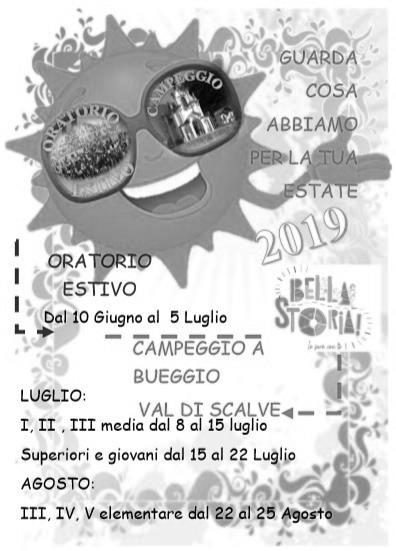 GUARDA
COSA
ABBIAMO
PER LA TUA
ESTATE
ORATORIO
ESTIVO
CAMPEGGIO
2019
ORATORIO
ESTIVO
Dal 10 Giugno al 5 Luglio
BELLA
STORIA!
CAMPEGGIO A
BUEGGIO
VAL DI SCALVE
LUGLIO:
I, II , III media dal 8 al 15 luglio
Superiori e giovani dal 15 al 22 Luglio
AGOSTO:
III, IV, V elementare dal 22 al 25 Agosto